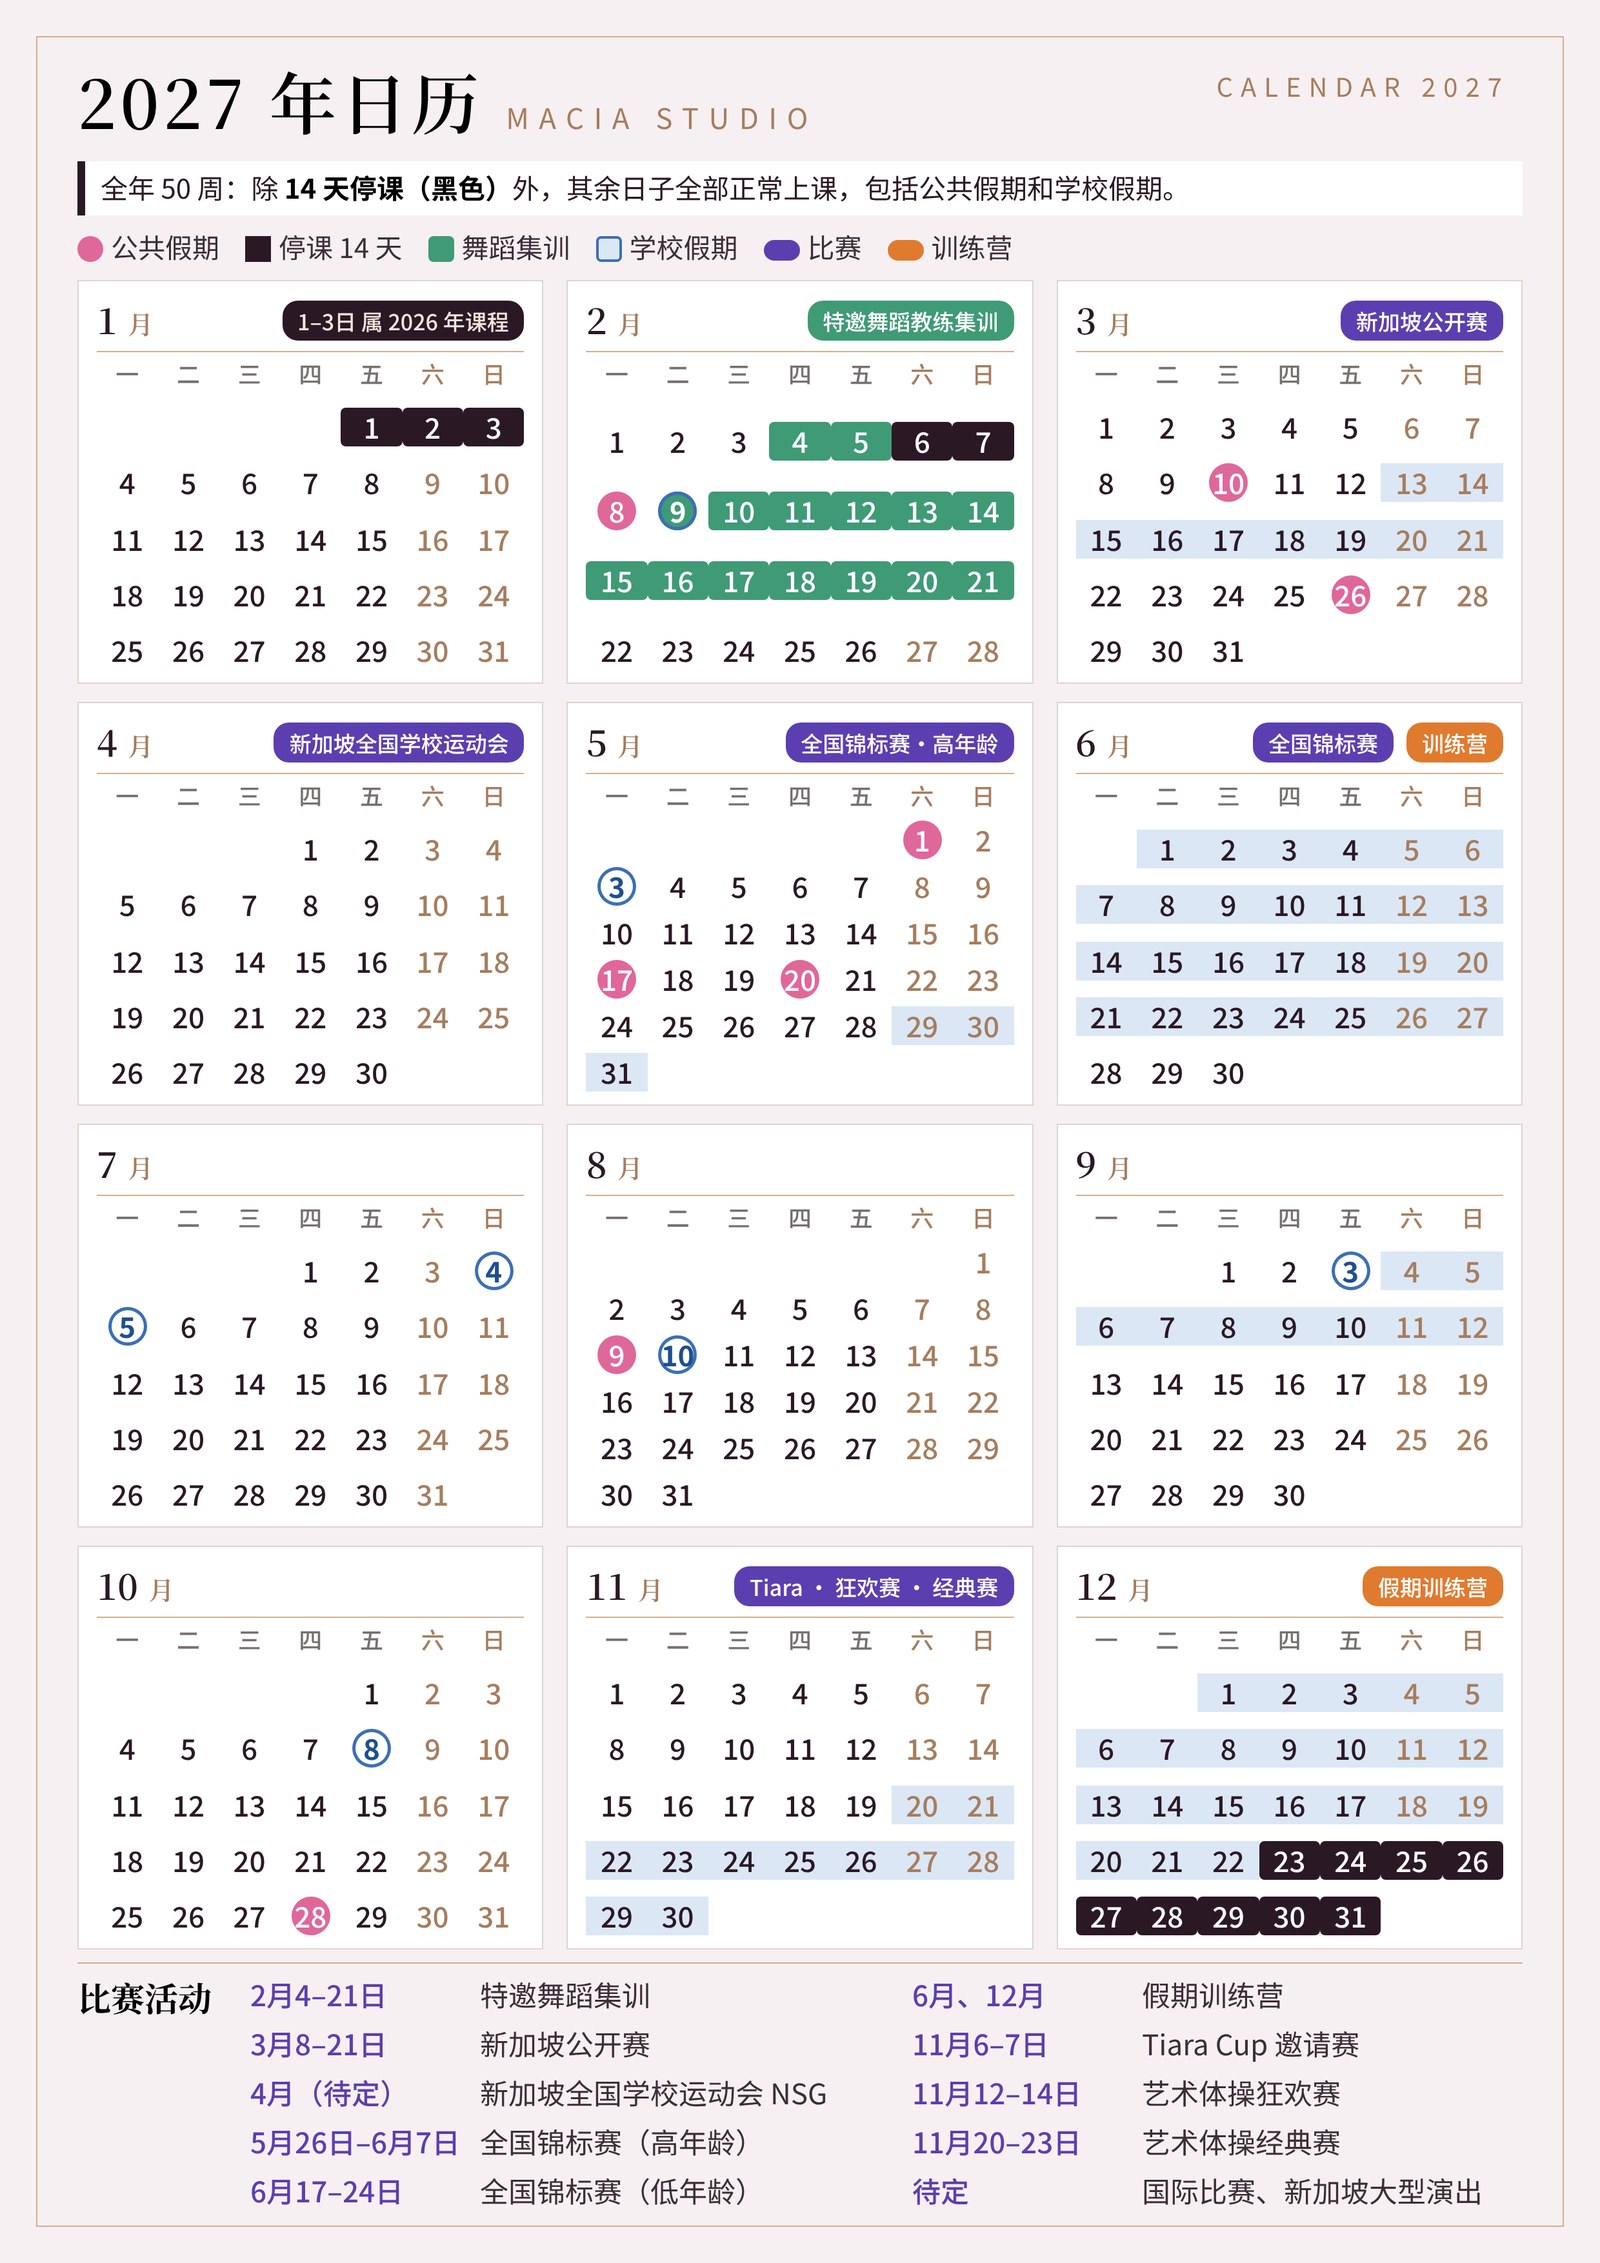 2027 年日历 MACIA STUDIO CALENDAR 2027
全年 50 周：除 14 天停课（黑色）外，其余日子全部正常上课，包括公共假期和学校假期。
公共假期 停课 14 天 舞蹈集训 学校假期 比赛 训练营
1 月 1–3日 属 2026 年课程
一 二 三 四 五 六 日
1 2 3
4 5 6 7 8 9 10
11 12 13 14 15 16 17
18 19 20 21 22 23 24
25 26 27 28 29 30 31
2 月 特邀舞蹈教练集训
一 二 三 四 五 六 日
1 2 3 4 5 6 7
8 9 10 11 12 13 14
15 16 17 18 19 20 21
22 23 24 25 26 27 28
3 月 新加坡公开赛
一 二 三 四 五 六 日
1 2 3 4 5 6 7
8 9 10 11 12 13 14
15 16 17 18 19 20 21
22 23 24 25 26 27 28
29 30 31
4 月 新加坡全国学校运动会
一 二 三 四 五 六 日
1 2 3 4
5 6 7 8 9 10 11
12 13 14 15 16 17 18
19 20 21 22 23 24 25
26 27 28 29 30
5 月 全国锦标赛・高年龄
一 二 三 四 五 六 日
1 2
3 4 5 6 7 8 9
10 11 12 13 14 15 16
17 18 19 20 21 22 23
24 25 26 27 28 29 30
31
6 月 全国锦标赛 训练营
一 二 三 四 五 六 日
1 2 3 4 5 6
7 8 9 10 11 12 13
14 15 16 17 18 19 20
21 22 23 24 25 26 27
28 29 30
7 月
一 二 三 四 五 六 日
1 2 3 4
5 6 7 8 9 10 11
12 13 14 15 16 17 18
19 20 21 22 23 24 25
26 27 28 29 30 31
8 月
一 二 三 四 五 六 日
1
2 3 4 5 6 7 8
9 10 11 12 13 14 15
16 17 18 19 20 21 22
23 24 25 26 27 28 29
30 31
9 月
一 二 三 四 五 六 日
1 2 3 4 5
6 7 8 9 10 11 12
13 14 15 16 17 18 19
20 21 22 23 24 25 26
27 28 29 30
10 月
一 二 三 四 五 六 日
1 2 3
4 5 6 7 8 9 10
11 12 13 14 15 16 17
18 19 20 21 22 23 24
25 26 27 28 29 30 31
11 月 Tiara ・ 狂欢赛 ・ 经典赛
一 二 三 四 五 六 日
1 2 3 4 5 6 7
8 9 10 11 12 13 14
15 16 17 18 19 20 21
22 23 24 25 26 27 28
29 30
12 月 假期训练营
一 二 三 四 五 六 日
1 2 3 4 5
6 7 8 9 10 11 12
13 14 15 16 17 18 19
20 21 22 23 24 25 26
27 28 29 30 31
比赛活动
2月4–21日 特邀舞蹈集训
3月8–21日 新加坡公开赛
4月（待定） 新加坡全国学校运动会 NSG
5月26日–6月7日 全国锦标赛（高年龄）
6月17–24日 全国锦标赛（低年龄）
6月、12月 假期训练营
11月6–7日 Tiara Cup 邀请赛
11月12–14日 艺术体操狂欢赛
11月20–23日 艺术体操经典赛
待定 国际比赛、新加坡大型演出